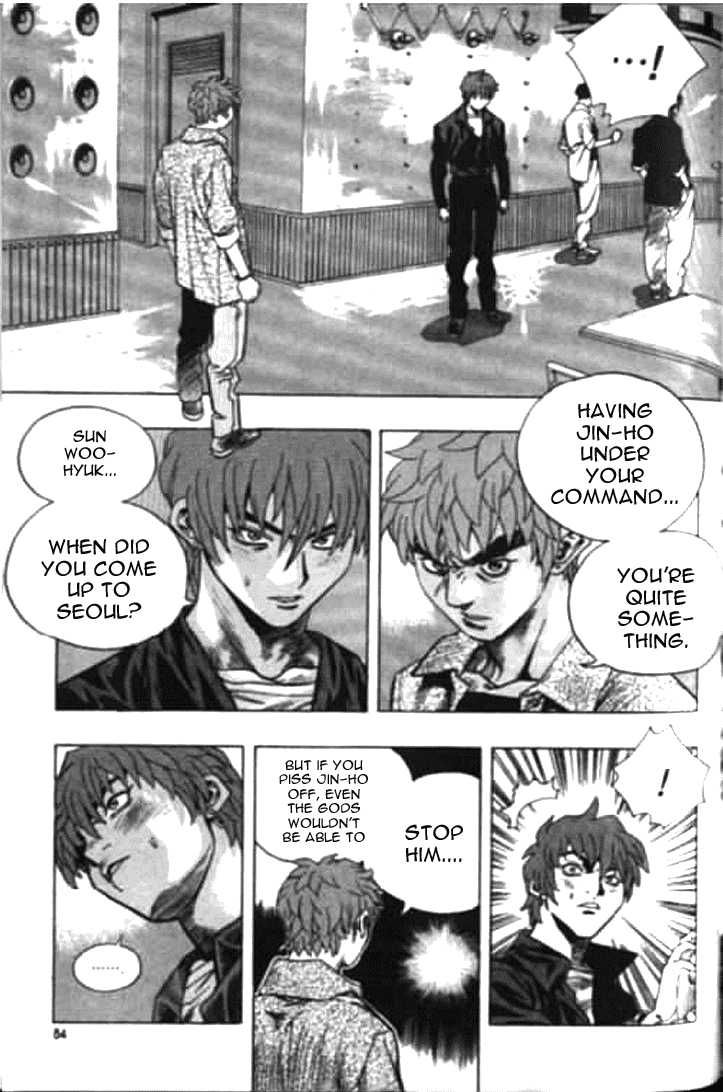 ...!
SUN
WOO-
HYUK...
WHEN DID
YOU COME
UP TO
SEOUL?
HAVING
JIN-HO
UNDER
YOUR
COMMAND...
YOU'RE
QUITE
SOME-
THING.
......
BUT IF YOU
PISS JIN-HO
OFF, EVEN
THE GODS
WOULDN'T
BE ABLE TO
STOP
HIM....
!
84